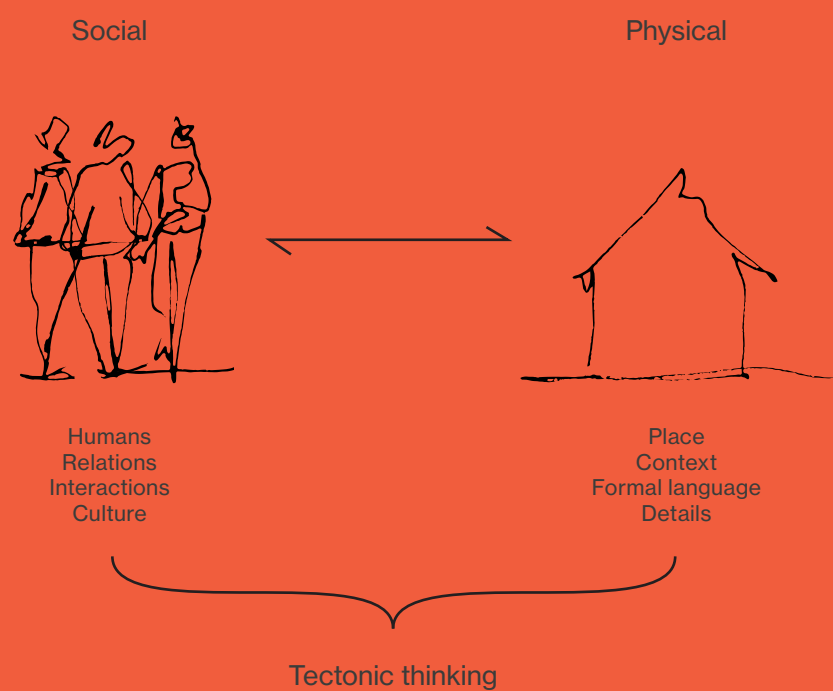 Social
Physical
Humans
Relations
Interactions
Culture
Place
Context
Formal language
Details
Tectonic thinking